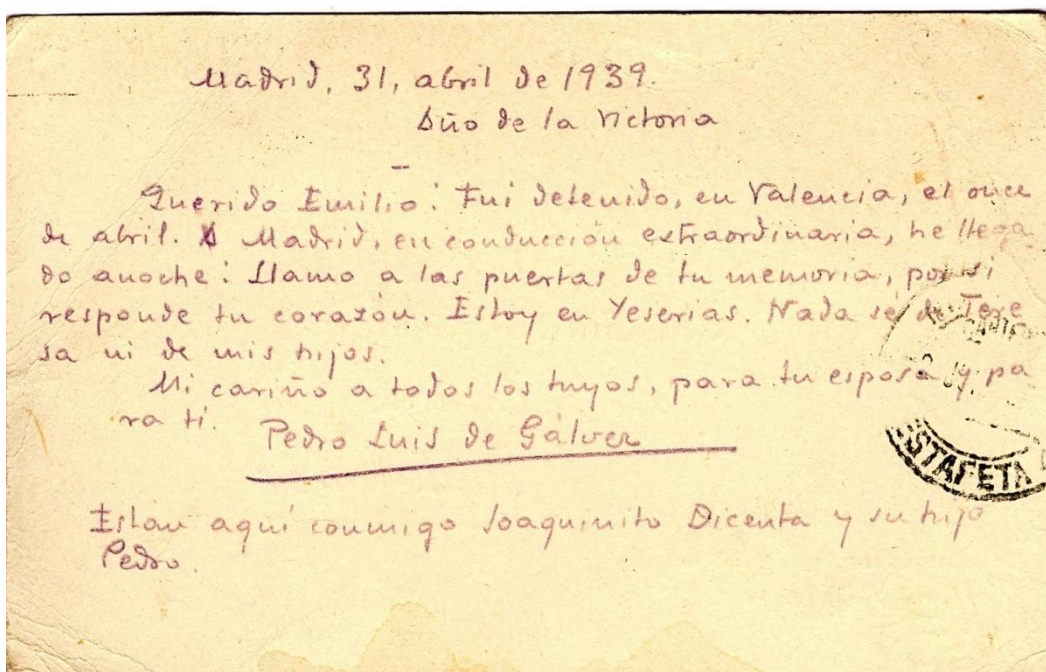 Madrid, 31, abril de 1939.
Año de la Victoria
Querido Emilio: Fui detenido, en Valencia, el once
de abril. A Madrid, en conducción extraordinaria, he llega
do anoche: Llamo a las puertas de tu memoria, por si
responde tu corazón. Estoy en Yeserías. Nada sé de Tere
sa ni de mis hijos.
Mi cariño a todos los tuyos, para tu esposa y pa
ra ti.
Pedro Luis de Gálvez
ESTAFETA
Están aquí conmigo Joaquinito Dicenta y su hijo
Pedro.